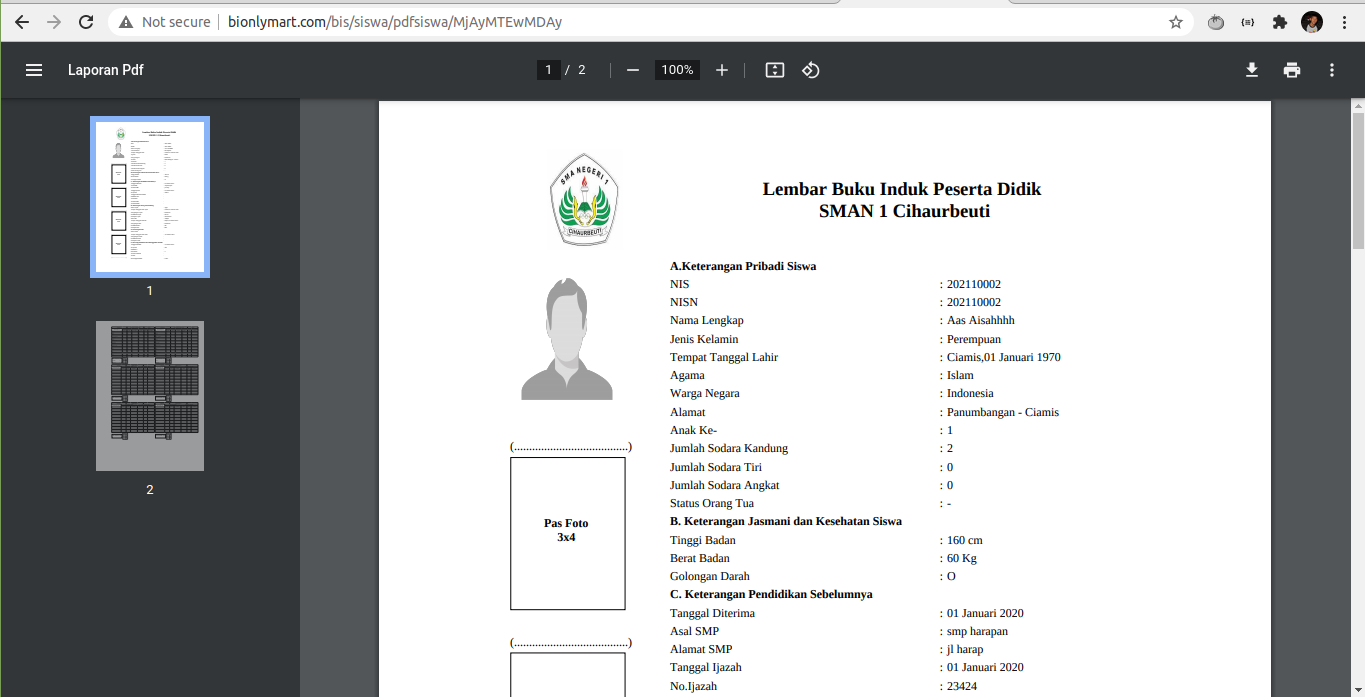 Not secure | bionlymart.com/bis/siswa/pdfsiswa/MjAyMTEwMDAy
Laporan Pdf
1 / 2
100%
1
2
SMA NEGERI 1
CIHAURBEUTI
Lembar Buku Induk Peserta Didik
SMAN 1 Cihaurbeuti
A.Keterangan Pribadi Siswa
NIS : 202110002
NISN : 202110002
Nama Lengkap : Aas Aisahhhh
Jenis Kelamin : Perempuan
Tempat Tanggal Lahir : Ciamis,01 Januari 1970
Agama : Islam
Warga Negara : Indonesia
Alamat : Panumbangan - Ciamis
Anak Ke- : 1
Jumlah Sodara Kandung : 2
Jumlah Sodara Tiri : 0
Jumlah Sodara Angkat : 0
Status Orang Tua : -
B. Keterangan Jasmani dan Kesehatan Siswa
Tinggi Badan : 160 cm
Berat Badan : 60 Kg
Golongan Darah : O
C. Keterangan Pendidikan Sebelumnya
Tanggal Diterima : 01 Januari 2020
Asal SMP : smp harapan
Alamat SMP : jl harap
Tanggal Ijazah : 01 Januari 2020
No.Ijazah : 23424
(......................................)
Pas Foto
3x4
(......................................)